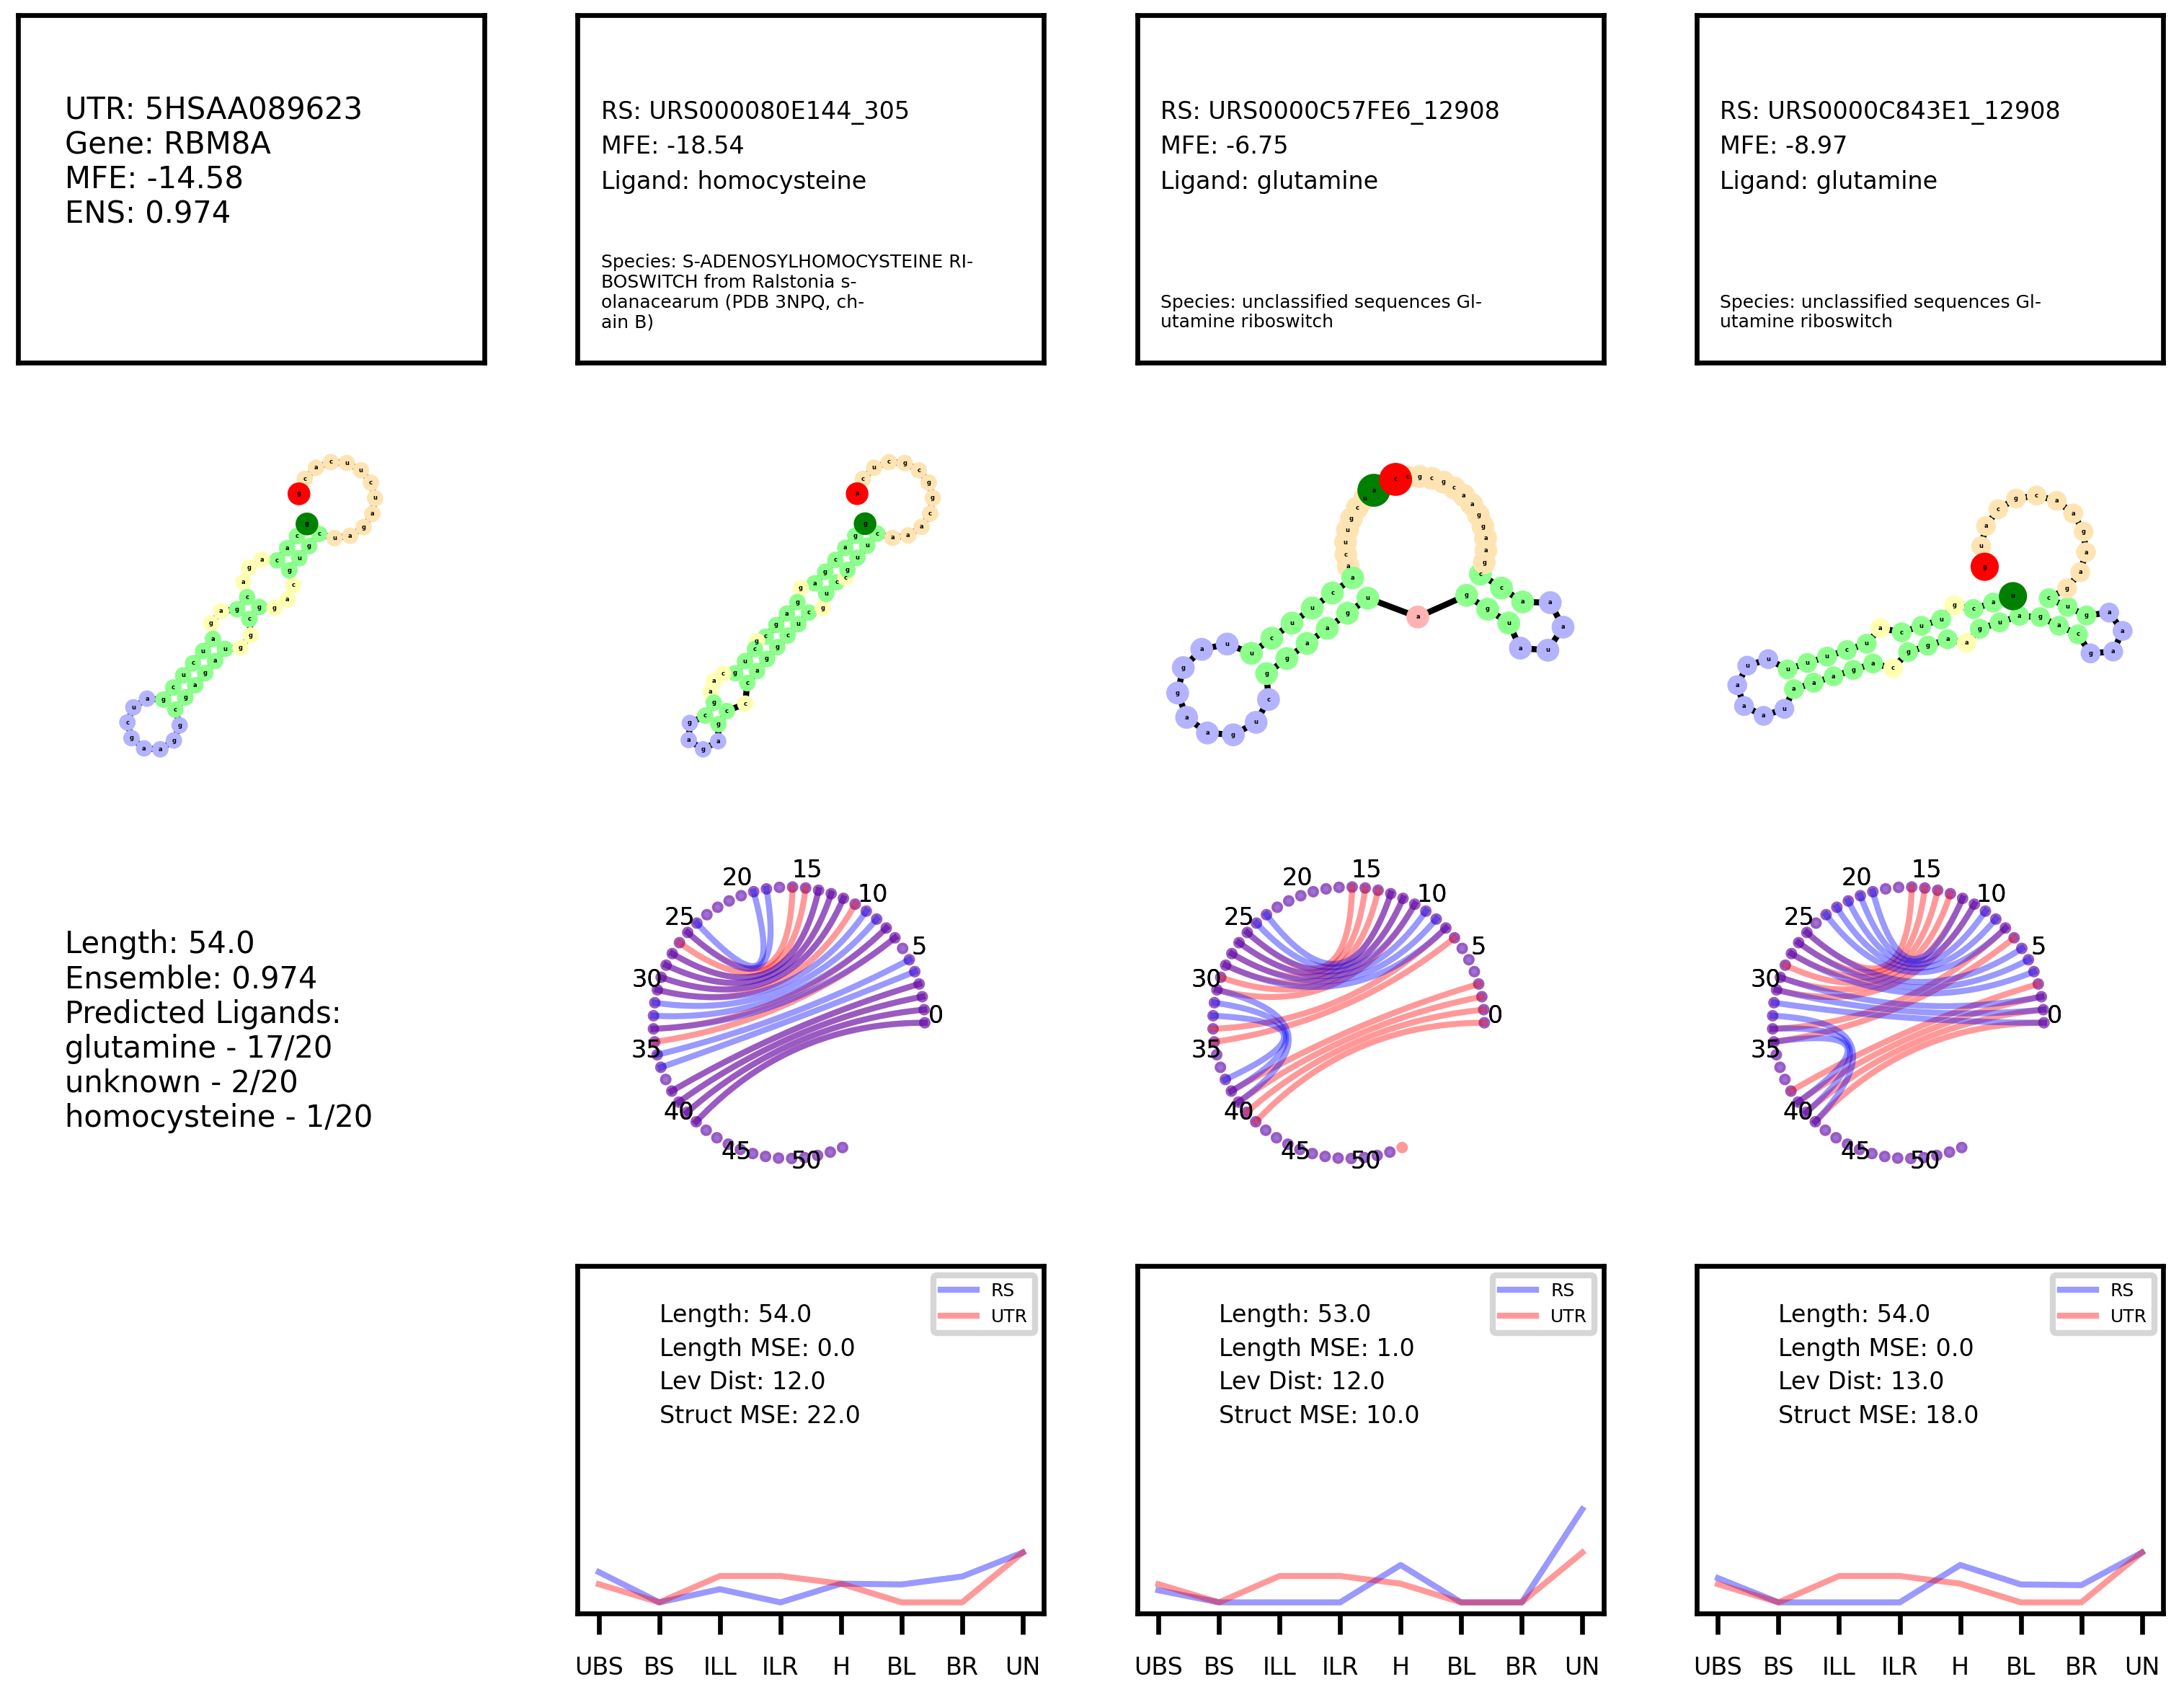 UTR: 5HSAA089623
Gene: RBM8A
MFE: -14.58
ENS: 0.974
RS: URS000080E144_305
MFE: -18.54
Ligand: homocysteine
Species: S-ADENOSYLHOMOCYSTEINE RI-
BOSWITCH from Ralstonia s-
olanacearum (PDB 3NPQ, ch-
ain B)
RS: URS0000C57FE6_12908
MFE: -6.75
Ligand: glutamine
Species: unclassified sequences Gl-
utamine riboswitch
RS: URS0000C843E1_12908
MFE: -8.97
Ligand: glutamine
Species: unclassified sequences Gl-
utamine riboswitch
Length: 54.0
Ensemble: 0.974
Predicted Ligands:
glutamine - 17/20
unknown - 2/20
homocysteine - 1/20
0
5
10
15
20
25
30
35
40
45
50
0
5
10
15
20
25
30
35
40
45
50
0
5
10
15
20
25
30
35
40
45
50
RS
UTR
Length: 54.0
Length MSE: 0.0
Lev Dist: 12.0
Struct MSE: 22.0
UBS BS ILL ILR H BL BR UN
RS
UTR
Length: 53.0
Length MSE: 1.0
Lev Dist: 12.0
Struct MSE: 10.0
UBS BS ILL ILR H BL BR UN
RS
UTR
Length: 54.0
Length MSE: 0.0
Lev Dist: 13.0
Struct MSE: 18.0
UBS BS ILL ILR H BL BR UN